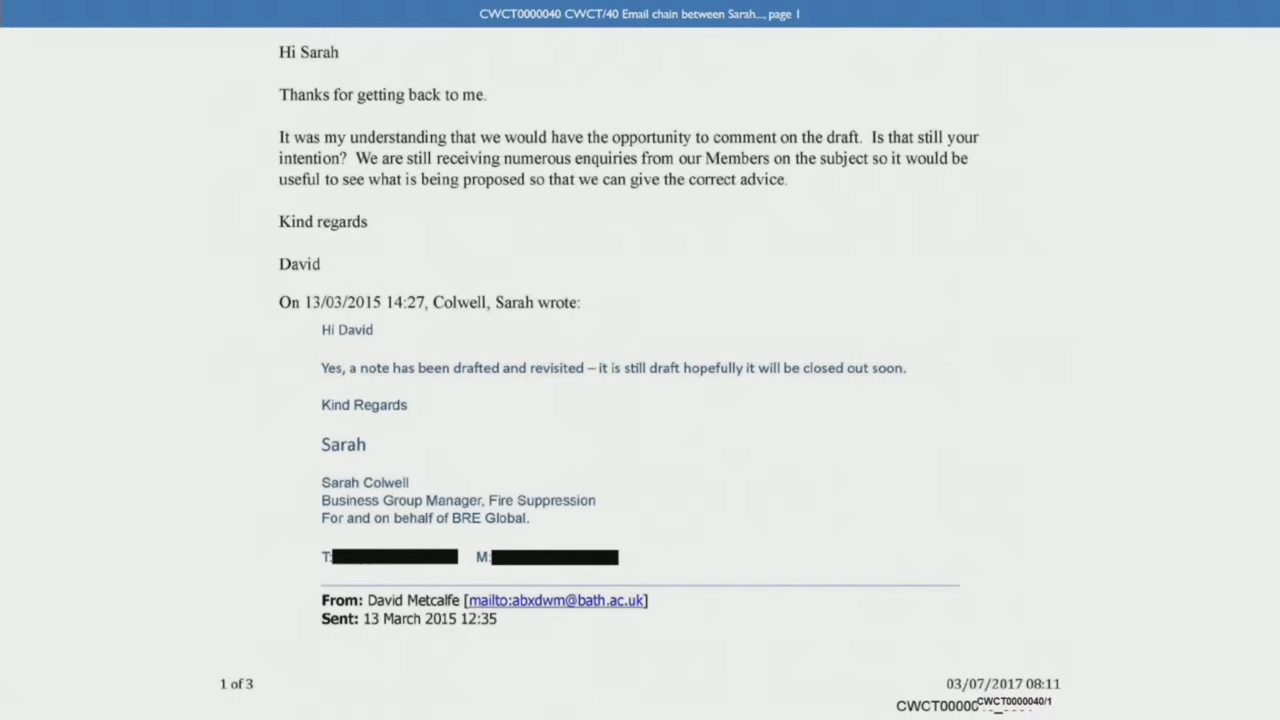 CWCT0000040 CWCT/40 Email chain between Sarah..., page 1
Hi Sarah
Thanks for getting back to me.
It was my understanding that we would have the opportunity to comment on the draft. Is that still your
intention? We are still receiving numerous enquiries from our Members on the subject so it would be
useful to see what is being proposed so that we can give the correct advice.
Kind regards
David
On 13/03/2015 14:27, Colwell, Sarah wrote:
Hi David
Yes, a note has been drafted and revisited – it is still draft hopefully it will be closed out soon.
Kind Regards
Sarah
Sarah Colwell
Business Group Manager, Fire Suppression
For and on behalf of BRE Global.
T: M:
From: David Metcalfe [mailto:abxdwm@bath.ac.uk]
Sent: 13 March 2015 12:35
1 of 3
03/07/2017 08:11
CWCT0000040/1